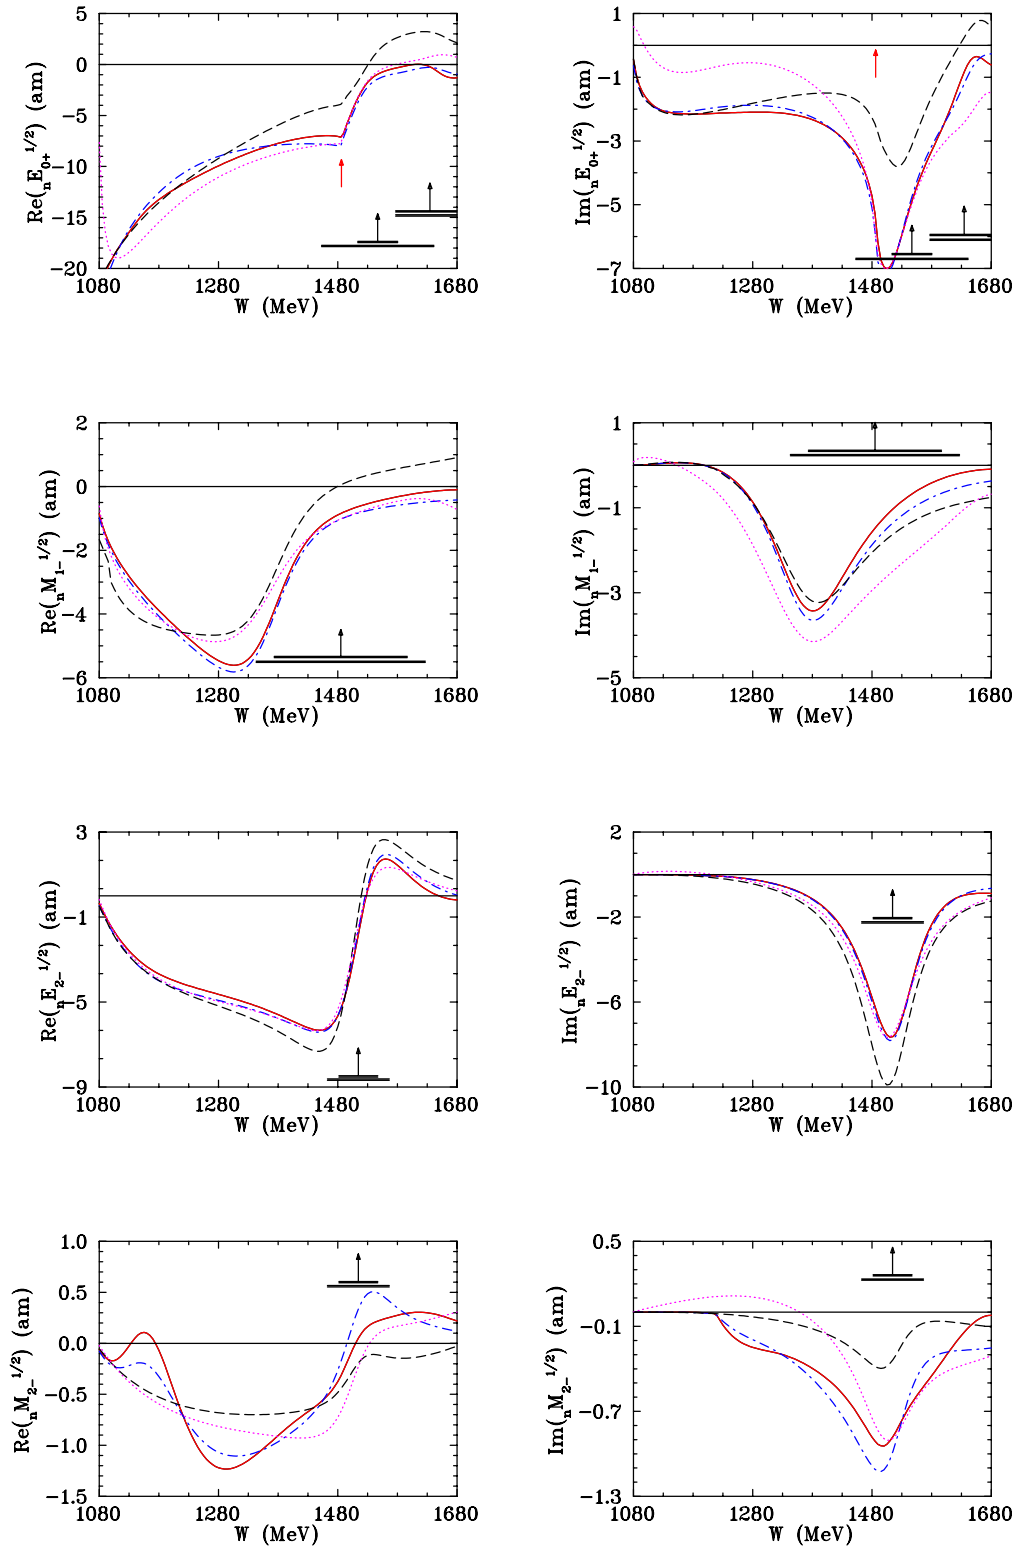 5
0
−5
−10
−15
−20
1080 1280 1480 1680
W (MeV)
Re(ₙE₀₊^1/2) (am)
1
−1
−3
−5
−7
1080 1280 1480 1680
W (MeV)
Im(ₙE₀₊^1/2) (am)
2
0
−2
−4
−6
1080 1280 1480 1680
W (MeV)
Re(ₙM₁₋^1/2) (am)
1
−1
−3
−5
1080 1280 1480 1680
W (MeV)
Im(ₙM₁₋^1/2) (am)
3
−1
−5
−9
1080 1280 1480 1680
W (MeV)
Re(ₙE₂₋^1/2) (am)
2
−2
−6
−10
1080 1280 1480 1680
W (MeV)
Im(ₙE₂₋^1/2) (am)
1.0
0.5
0.0
−0.5
−1.0
−1.5
1080 1280 1480 1680
W (MeV)
Re(ₙM₂₋^1/2) (am)
0.5
−0.1
−0.7
−1.3
1080 1280 1480 1680
W (MeV)
Im(ₙM₂₋^1/2) (am)